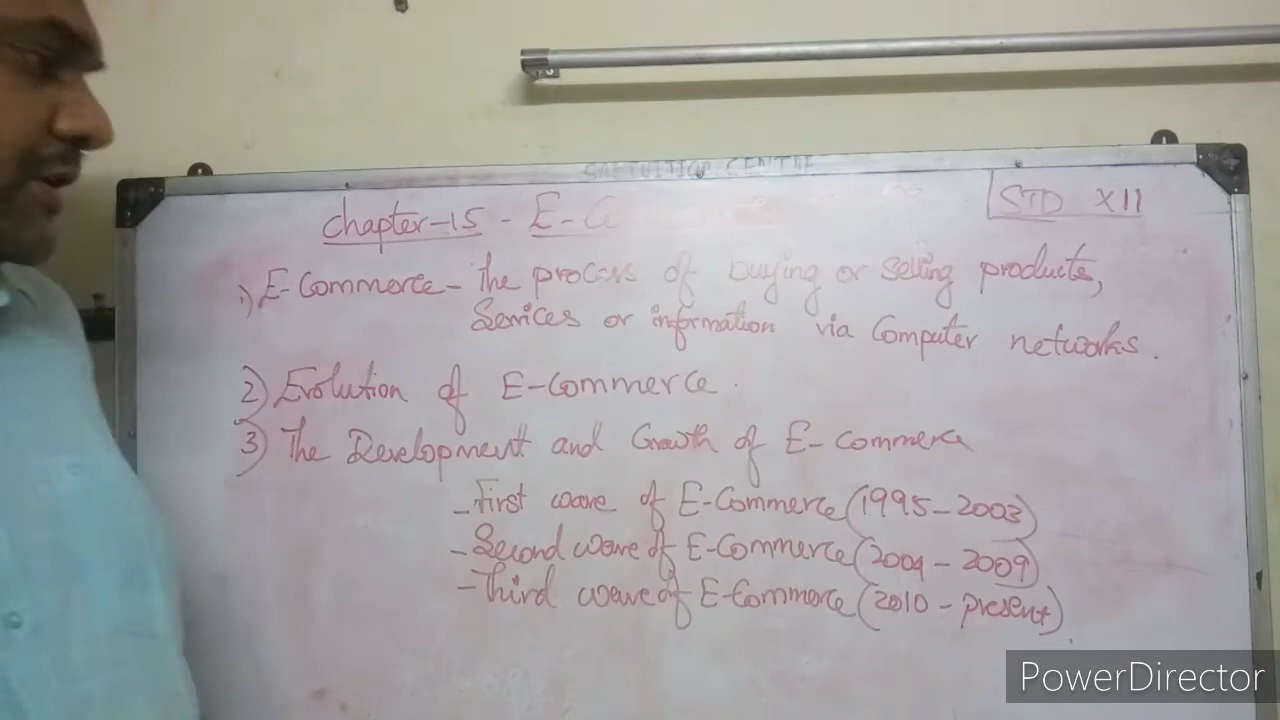 TUITION CENTRE
Chapter-15 - E-C
STD XII
1) E-Commerce - the process of buying or selling products,
Services or information via Computer networks.
2) Evolution of E-Commerce.
3) The Development and Growth of E-Commerce
- First wave of E-Commerce (1995-2003)
- Second wave of E-Commerce (2004-2009)
- Third wave of E-Commerce (2010-present).
PowerDirector